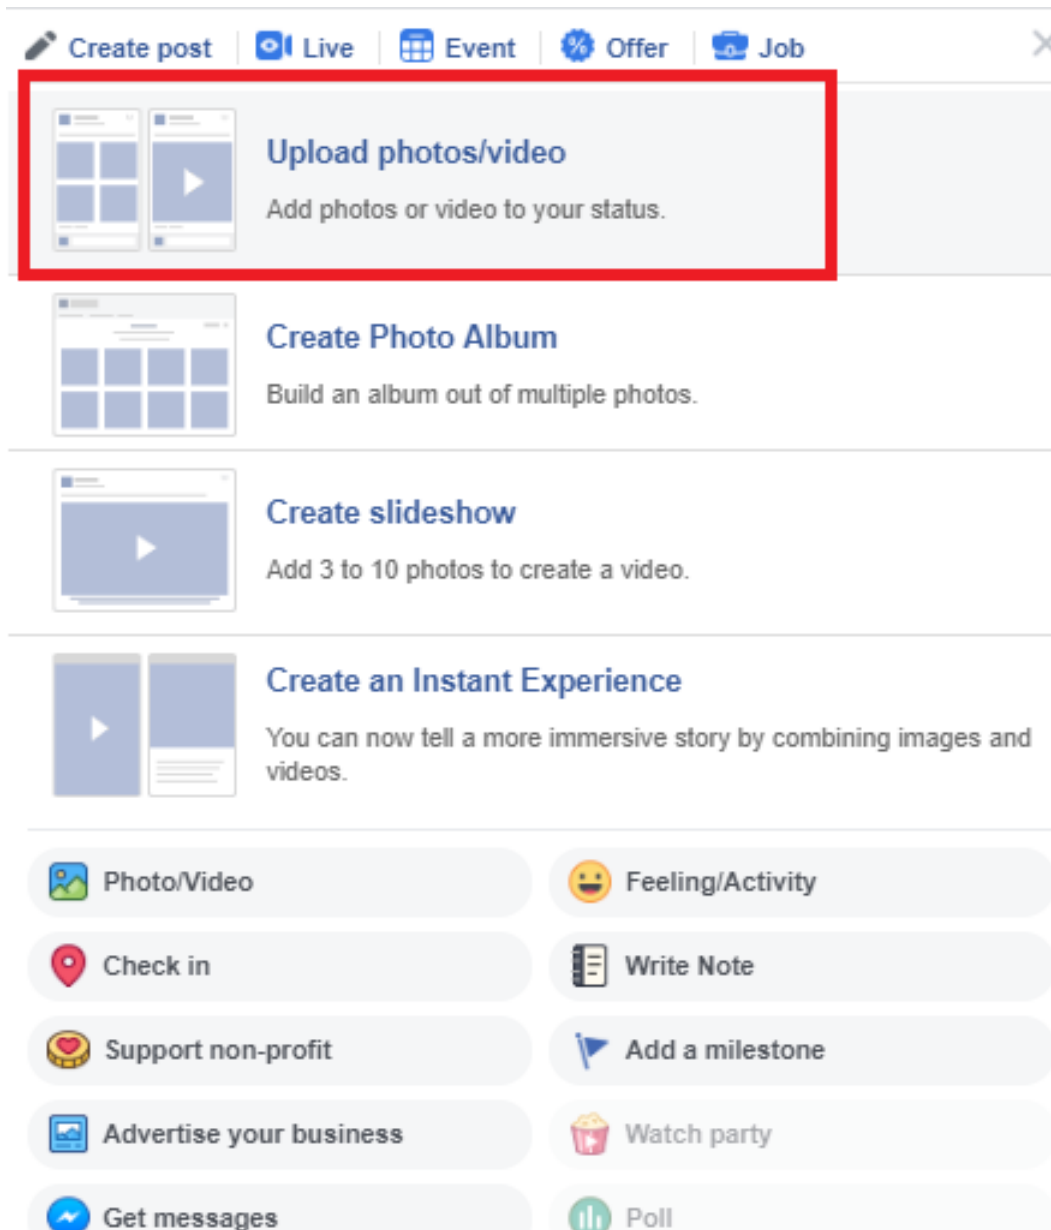 Create post Live Event Offer Job
Upload photos/video
Add photos or video to your status.
Create Photo Album
Build an album out of multiple photos.
Create slideshow
Add 3 to 10 photos to create a video.
Create an Instant Experience
You can now tell a more immersive story by combining images and
videos.
Photo/Video Feeling/Activity
Check in Write Note
Support non-profit Add a milestone
Advertise your business Watch party
Get messages Poll